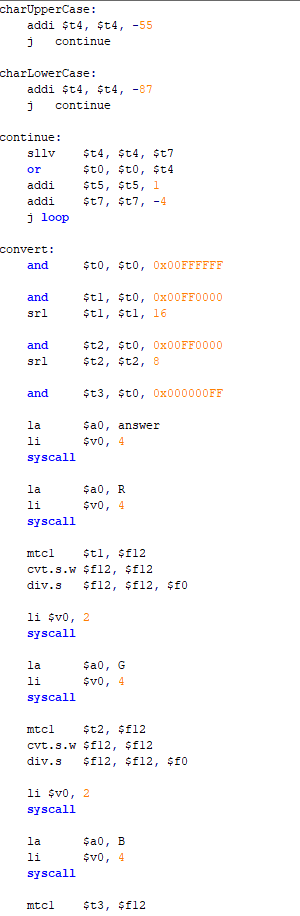 charUpperCase:
addi $t4, $t4, -55
j continue
charLowerCase:
addi $t4, $t4, -87
j continue
continue:
sllv $t4, $t4, $t7
or $t0, $t0, $t4
addi $t5, $t5, 1
addi $t7, $t7, -4
j loop
convert:
and $t0, $t0, 0x00FFFFFF
and $t1, $t0, 0x00FF0000
srl $t1, $t1, 16
and $t2, $t0, 0x00FF0000
srl $t2, $t2, 8
and $t3, $t0, 0x000000FF
la $a0, answer
li $v0, 4
syscall
la $a0, R
li $v0, 4
syscall
mtc1 $t1, $f12
cvt.s.w $f12, $f12
div.s $f12, $f12, $f0
li $v0, 2
syscall
la $a0, G
li $v0, 4
syscall
mtc1 $t2, $f12
cvt.s.w $f12, $f12
div.s $f12, $f12, $f0
li $v0, 2
syscall
la $a0, B
li $v0, 4
syscall
mtc1 $t3, $f12